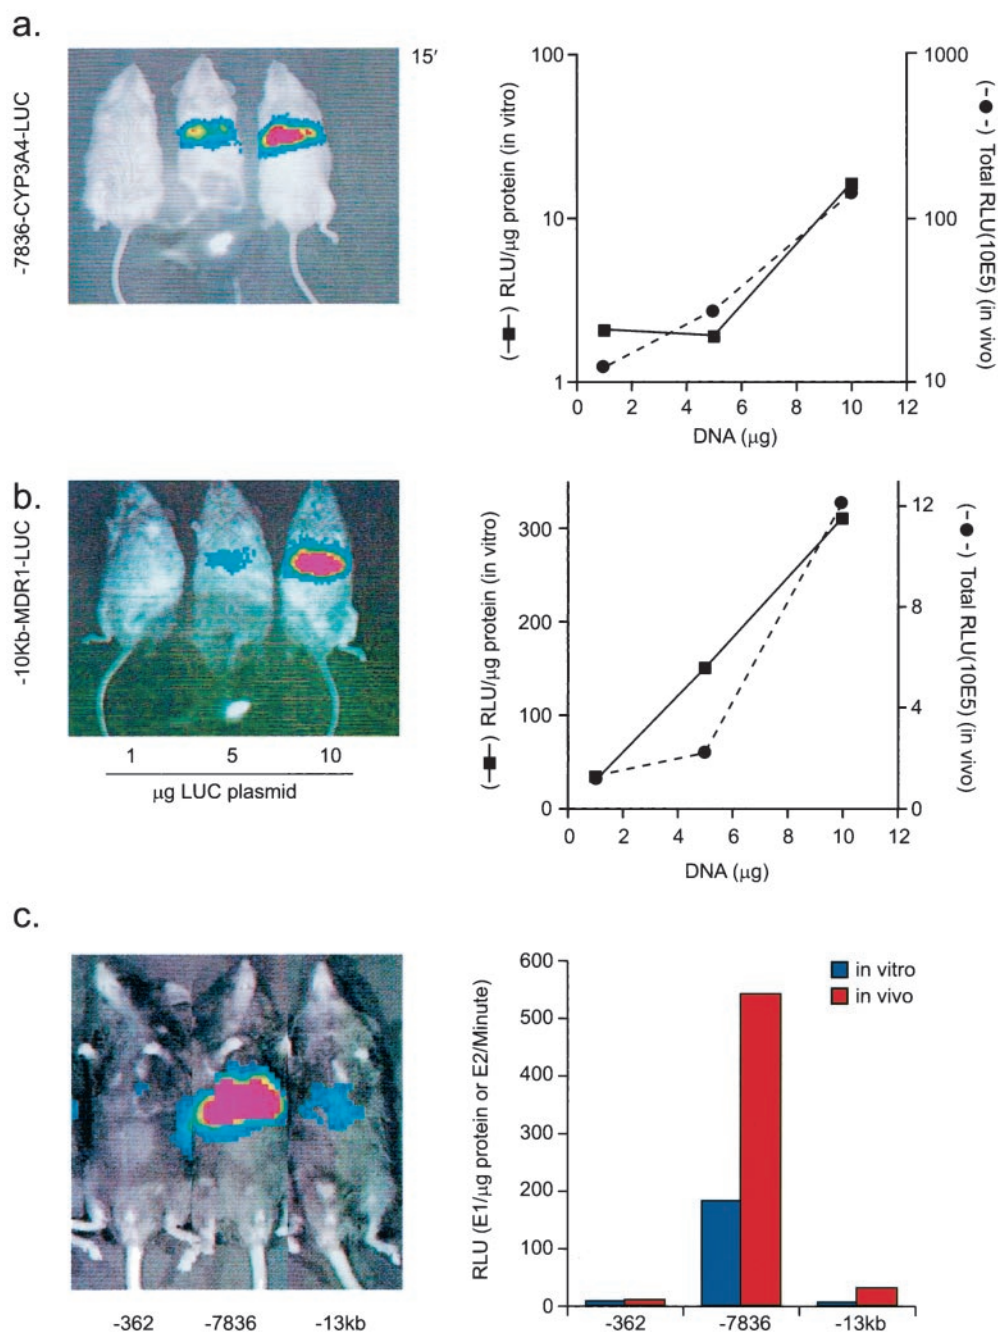 a.
-7836-CYP3A4-LUC
15′
(–■–) RLU/µg protein (in vitro)
100
10
1
1000
100
10
(-●-) Total RLU(10E5) (in vivo)
0 2 4 6 8 10 12
DNA (µg)
b.
-10Kb-MDR1-LUC
1 5 10
µg LUC plasmid
(–■–) RLU/µg protein (in vitro)
300
200
100
0
12
8
4
0
(-●-) Total RLU(10E5) (in vivo)
0 2 4 6 8 10 12
DNA (µg)
c.
-362 -7836 -13kb
RLU (E1/µg protein or E2/Minute)
600
500
400
300
200
100
0
in vitro
in vivo
-362 -7836 -13kb